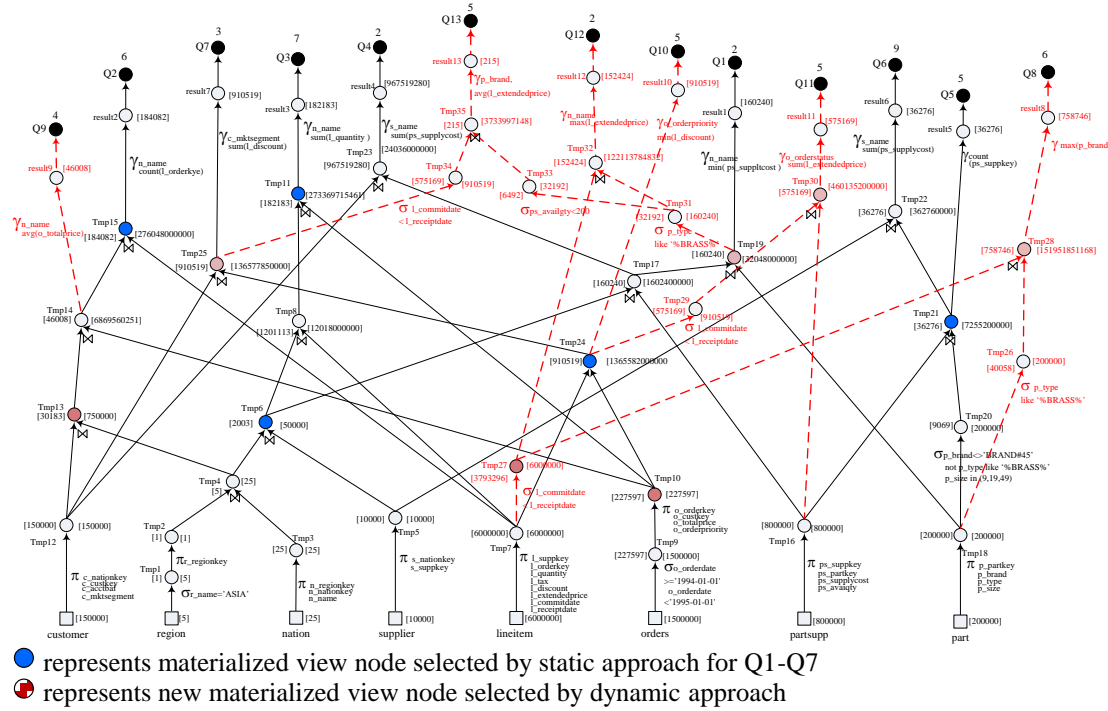 Q13
5
Q12
2
Q10
5
Q7
3
Q3
7
Q4
2
Q1
2
Q6
9
Q11
5
Q5
5
Q8
6
Q2
6
Q9
4
result13
[215]
γp_brand,
avg(l_extendedprice)
result12
[152424]
γn_name
max(l_extendedprice)
result10
[910519]
γo_orderpriority
min(l_discount)
result7
[910519]
γc_mktsegment
sum(l_discount)
result3
[182183]
γn_name
sum(l_quantity )
result4
[967519280]
γs_name
sum(ps_supplycost)
result1
[160240]
γn_name
min( ps_suppltcost)
result11
[575169]
γo_orderstatus
sum(l_extendedprice)
result6
[36276]
γs_name
sum(ps_supplycost)
result5
[36276]
γcount
(ps_suppkey)
result8
[758746]
γmax(p_brand)
result2
[184082]
γn_name
count(l_orderkye)
result9
[46008]
γn_name
avg(o_totalprice)
Tmp35
[215]
[3733997148]
Tmp23
[967519280]
[24036000000]
Tmp34
[575169]
[910519]
σ l_commitdate
< l_receiptdate
Tmp33
[6492]
[32192]
σps_availgty<200
Tmp32
[152424]
[122113784832]
Tmp31
[32192]
[160240]
σ p_type
like ‘%BRASS%’
Tmp30
[575169]
[460135200000]
Tmp11
[182183]
[273369715461]
Tmp15
[184082]
[276048000000]
Tmp25
[910519]
[136577850000]
Tmp22
[36276]
[362760000]
Tmp28
[758746]
[151951851168]
Tmp19
[160240]
[32048000000]
Tmp17
[160240]
[1602400000]
Tmp29
[575169]
[910519]
σ l_commitdate
< l_receiptdate
Tmp14
[46008]
[6869560251]
Tmp8
[1201113]
[12018000000]
Tmp24
[910519]
[1365582000000
Tmp21
[36276]
[7255200000]
Tmp26
[40058]
[200000]
σ p_type
like ‘%BRASS%’
Tmp13
[30183]
[750000]
Tmp6
[2003]
[50000]
Tmp20
[9069]
[200000]
σp_brand<>'BRAND#45'
not p_type like ‘%BRASS%’
p_size in (9,19,49)
Tmp27
[3793296]
[6000000]
σ l_commitdate
< l_receiptdate
Tmp10
[227597]
[227597]
π o_orderkey
o_custkey
o_totalprice
o_orderpriority
Tmp4
[5]
[25]
[150000]
[150000]
Tmp12
Tmp2
[1]
[1]
πr_regionkey
Tmp3
[25]
[25]
[10000]
[10000]
Tmp5
[6000000]
[6000000]
Tmp7
Tmp9
[227597]
[1500000]
σo_orderdate
>='1994-01-01'
o_orderdate
<'1995-01-01'
[800000]
[800000]
Tmp16
[200000]
[200000]
Tmp18
Tmp1
[1]
[5]
σr_name='ASIA'
π c_nationkey
c_custkey
c_acctbal
c_mktsegment
π n_regionkey
n_nationkey
n_name
π s_nationkey
s_suppkey
π l_suppkey
l_orderkey
l_quantity
l_tax
l_discount
l_extendedprice
l_commitdate
l_receiptdate
π ps_suppkey
ps_partkey
ps_supplycost
ps_avaiqty
π p_partkey
p_brand
p_type
p_size
[150000]
[5]
[25]
[10000]
[6000000]
[1500000]
[800000]
[200000]
customer
region
nation
supplier
lineitem
orders
partsupp
part
represents materialized view node selected by static approach for Q1-Q7
represents new materialized view node selected by dynamic approach